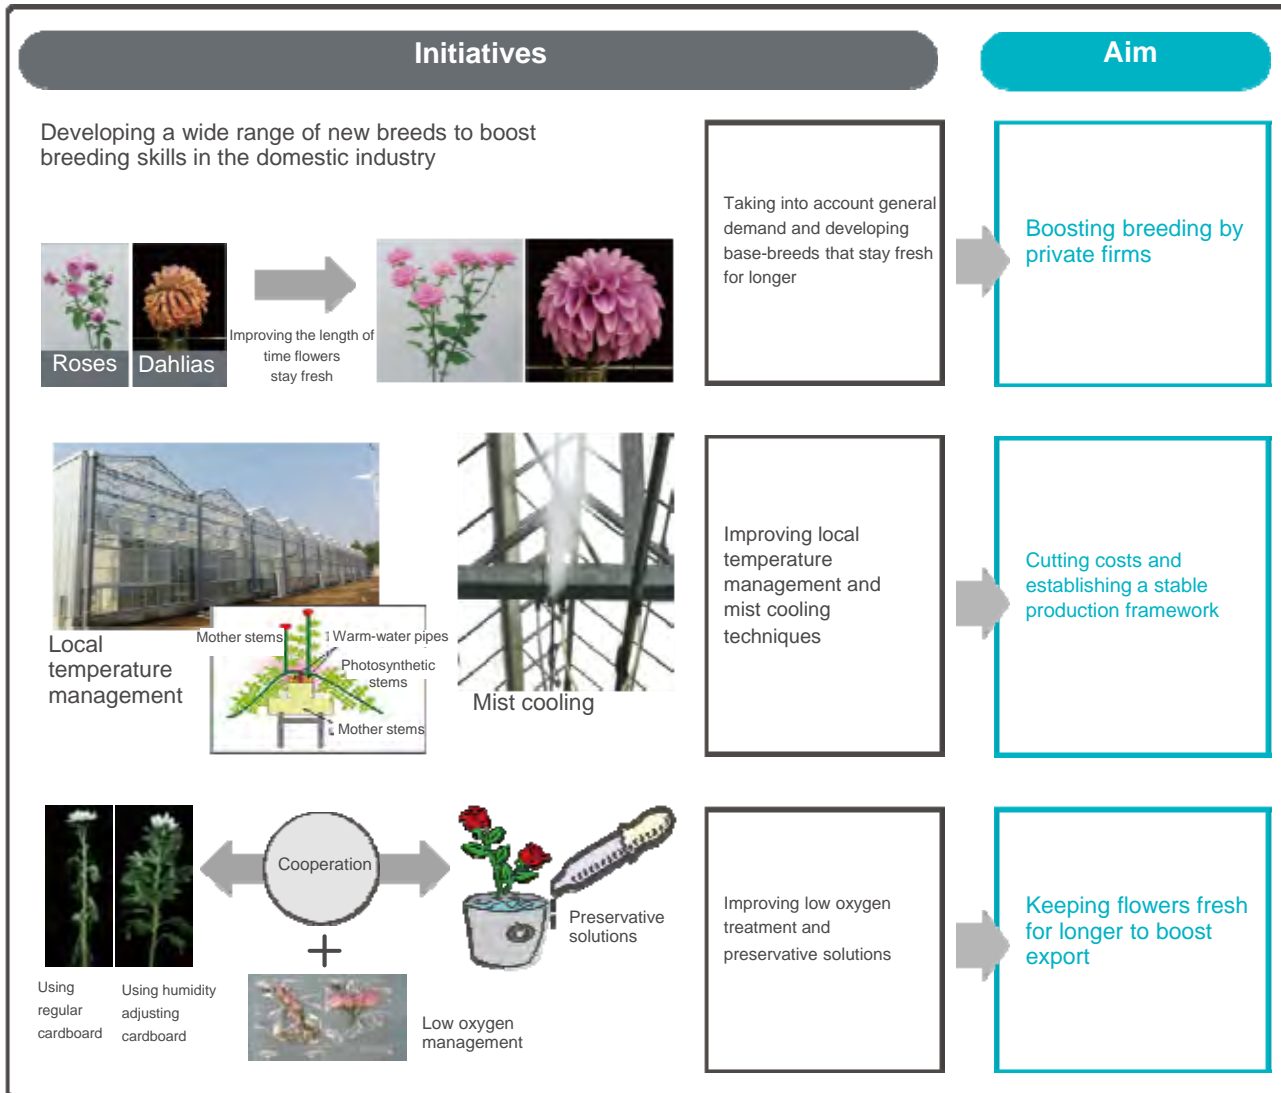 Initiatives
Aim
Developing a wide range of new breeds to boost
breeding skills in the domestic industry
Roses
Dahlias
Improving the length of
time flowers
stay fresh
Taking into account general
demand and developing
base-breeds that stay fresh
for longer
Boosting breeding by
private firms
Local
temperature
management
Mother stems
Warm-water pipes
Photosynthetic
stems
Mother stems
Mist cooling
Improving local
temperature
management and
mist cooling
techniques
Cutting costs and
establishing a stable
production framework
Using
regular
cardboard
Using humidity
adjusting
cardboard
Cooperation
+
Low oxygen
management
Preservative
solutions
Improving low oxygen
treatment and
preservative solutions
Keeping flowers fresh
for longer to boost
export